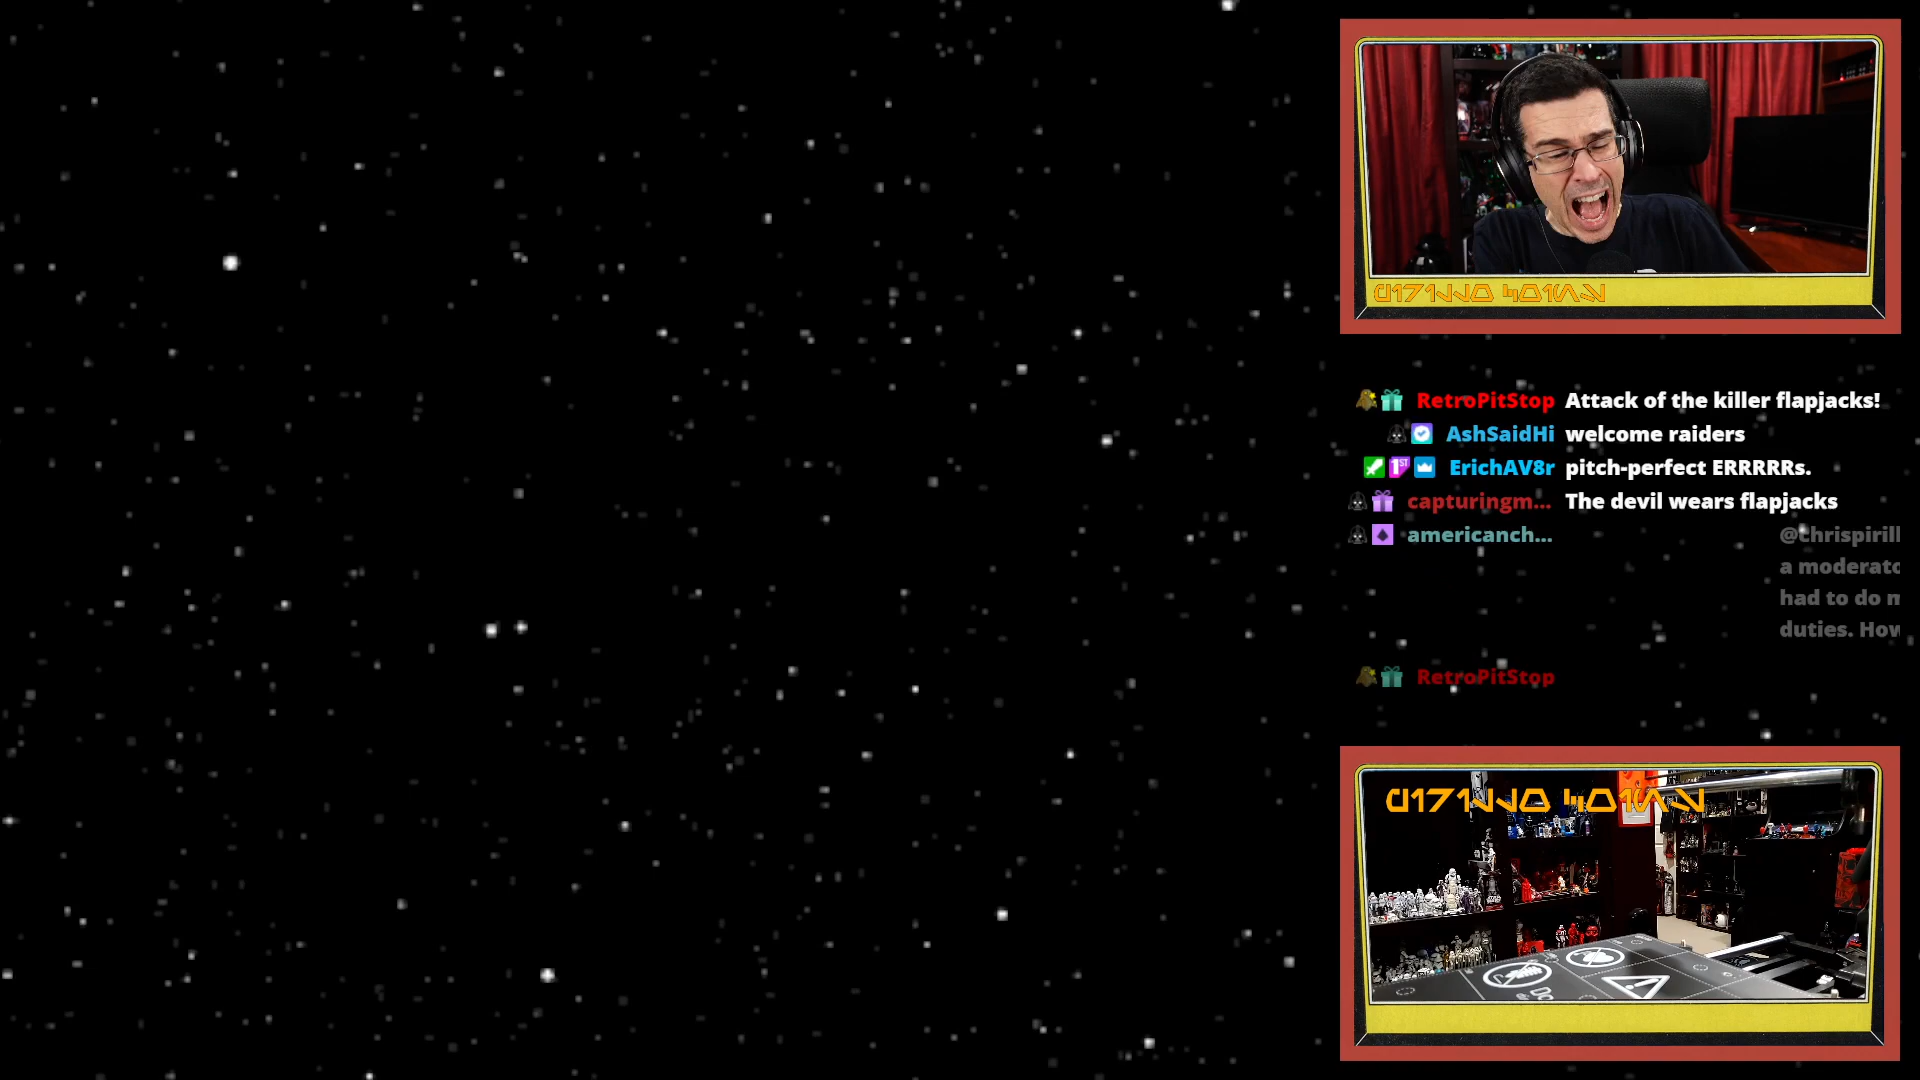 RetroPitStop Attack of the killer flapjacks!
AshSaidHi welcome raiders
1ST ErichAV8r pitch-perfect ERRRRRs.
capturingm... The devil wears flapjacks
americanch... @chrispirill
a moderato
had to do m
duties. How
RetroPitStop